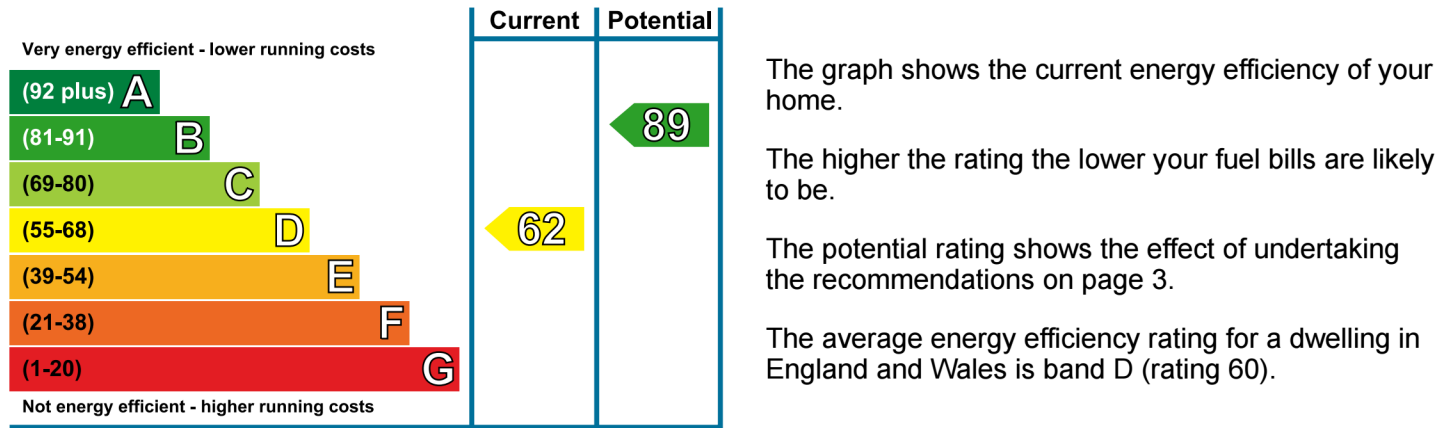 Current
Potential
Very energy efficient - lower running costs
(92 plus) A
(81-91) B
(69-80) C
(55-68) D
(39-54) E
(21-38) F
(1-20) G
Not energy efficient - higher running costs
62
89
The graph shows the current energy efficiency of your
home.
The higher the rating the lower your fuel bills are likely
to be.
The potential rating shows the effect of undertaking
the recommendations on page 3.
The average energy efficiency rating for a dwelling in
England and Wales is band D (rating 60).